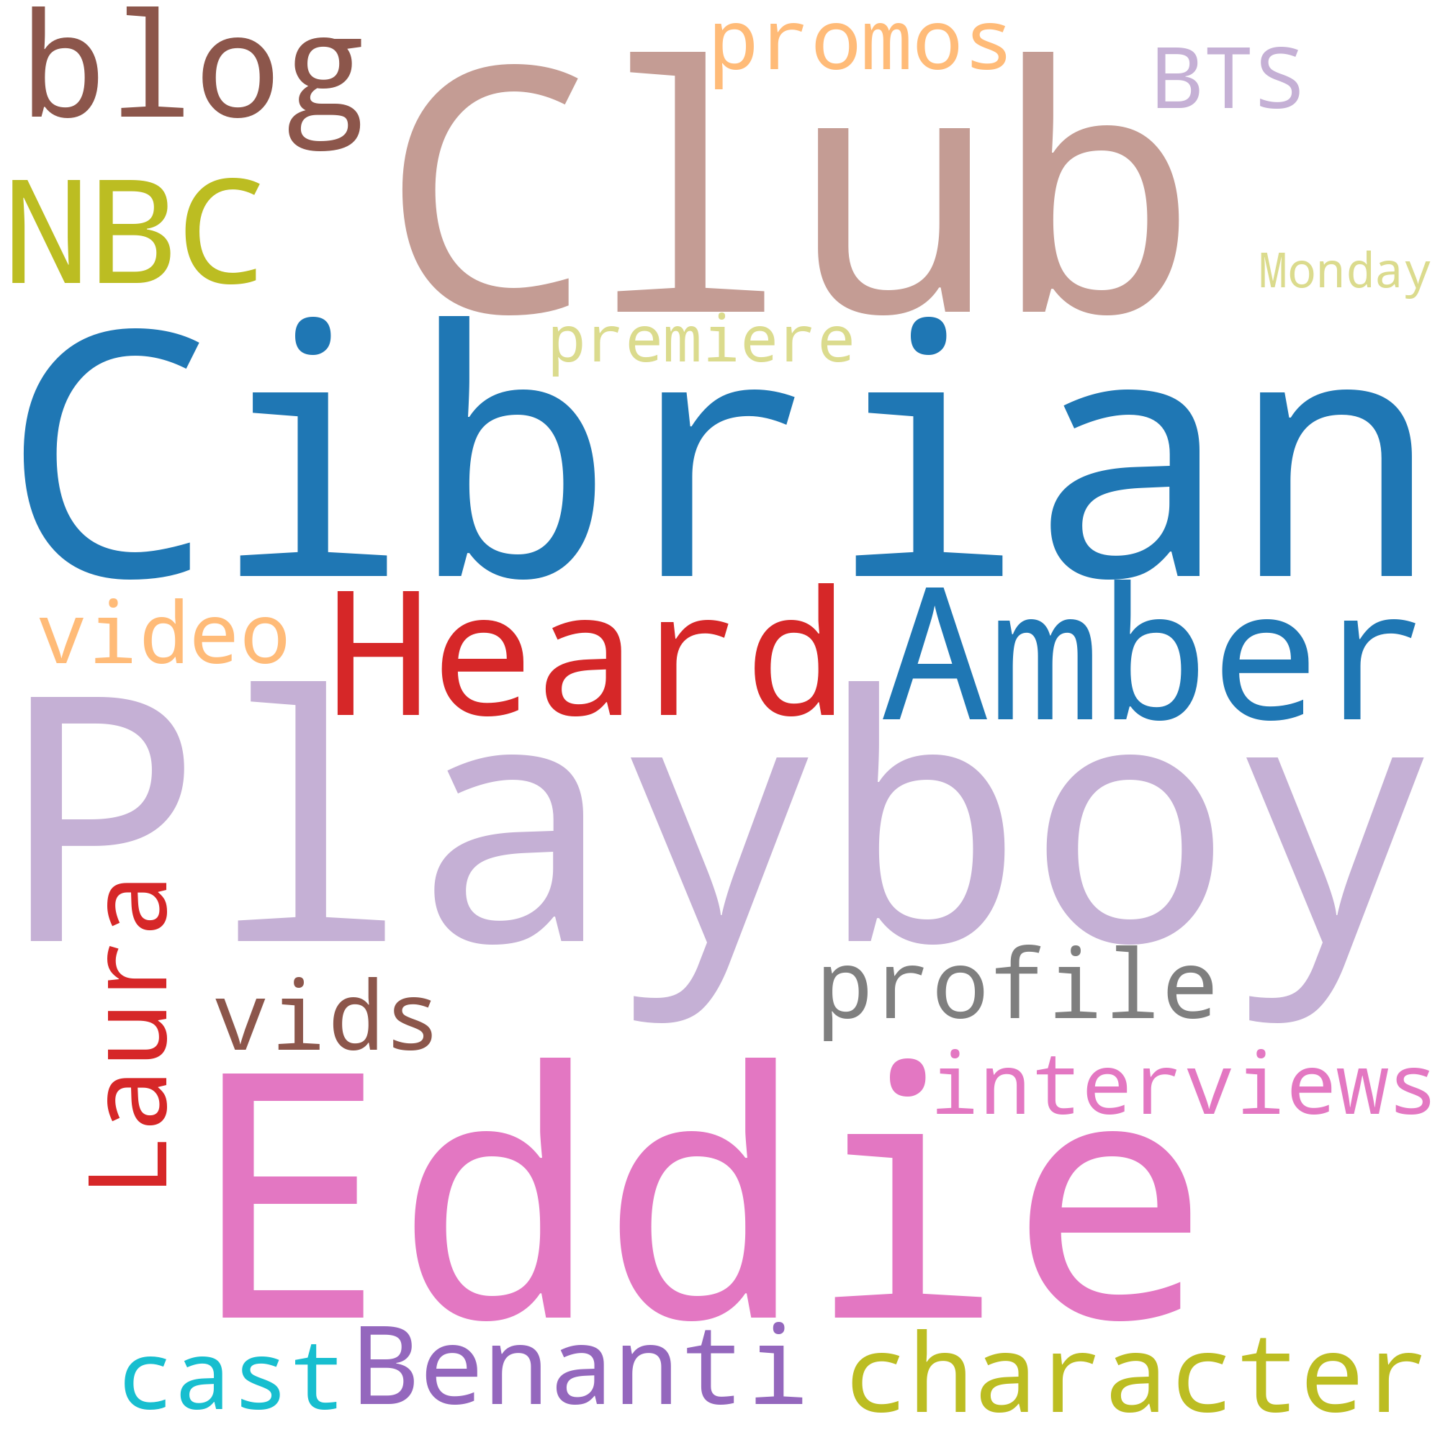 blog
promos
BTS
Club
NBC
Monday
premiere
Cibrian
video
Heard
Amber
Playboy
Laura
vids
profile
interviews
Eddie
cast
Benanti
character